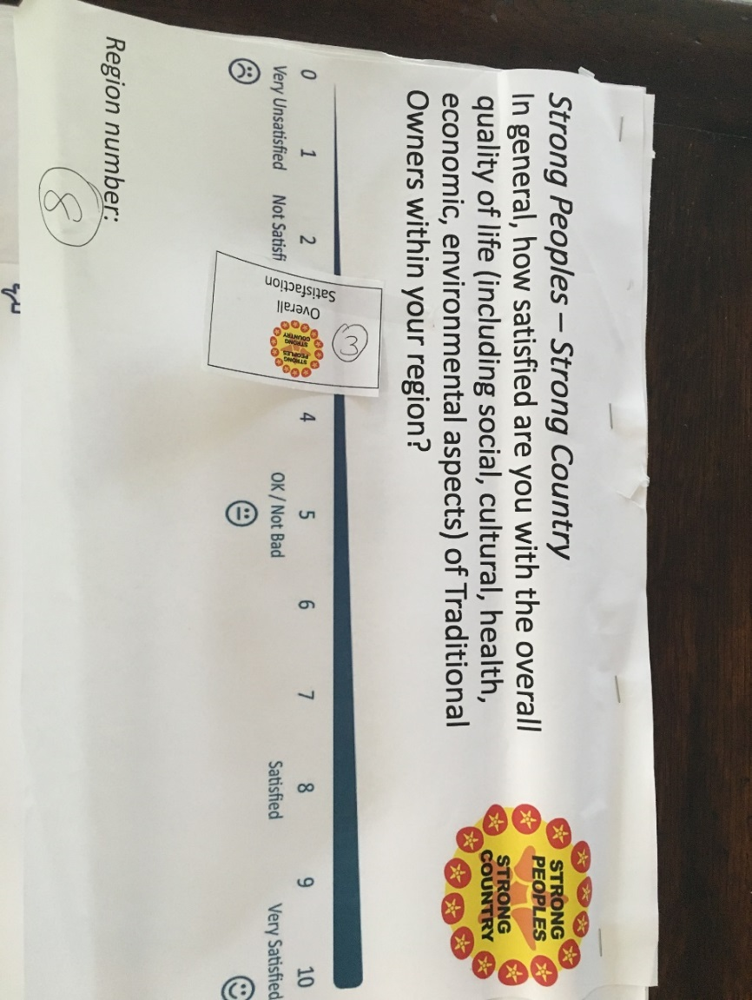 Strong Peoples – Strong Country
In general, how satisfied are you with the overall
quality of life (including social, cultural, health,
economic, environmental aspects) of Traditional
Owners within your region?
STRONG
PEOPLES
STRONG
COUNTRY
0 1 2 4 5 6 7 8 9 10
Very Unsatisfied Not Satisfi OK / Not Bad Satisfied Very Satisfied
3
Overall
Satisfaction
STRONG
PEOPLES
STRONG
COUNTRY
Region number:
8